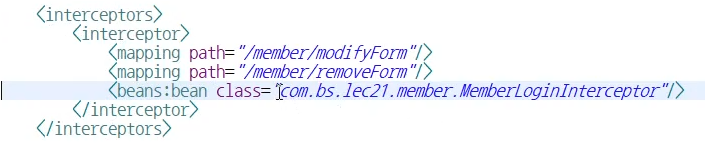 <interceptors>
<interceptor>
<mapping path="/member/modifyForm"/>
<mapping path="/member/removeForm"/>
<beans:bean class="com.bs.lec21.member.MemberLoginInterceptor"/>
</interceptor>
</interceptors>